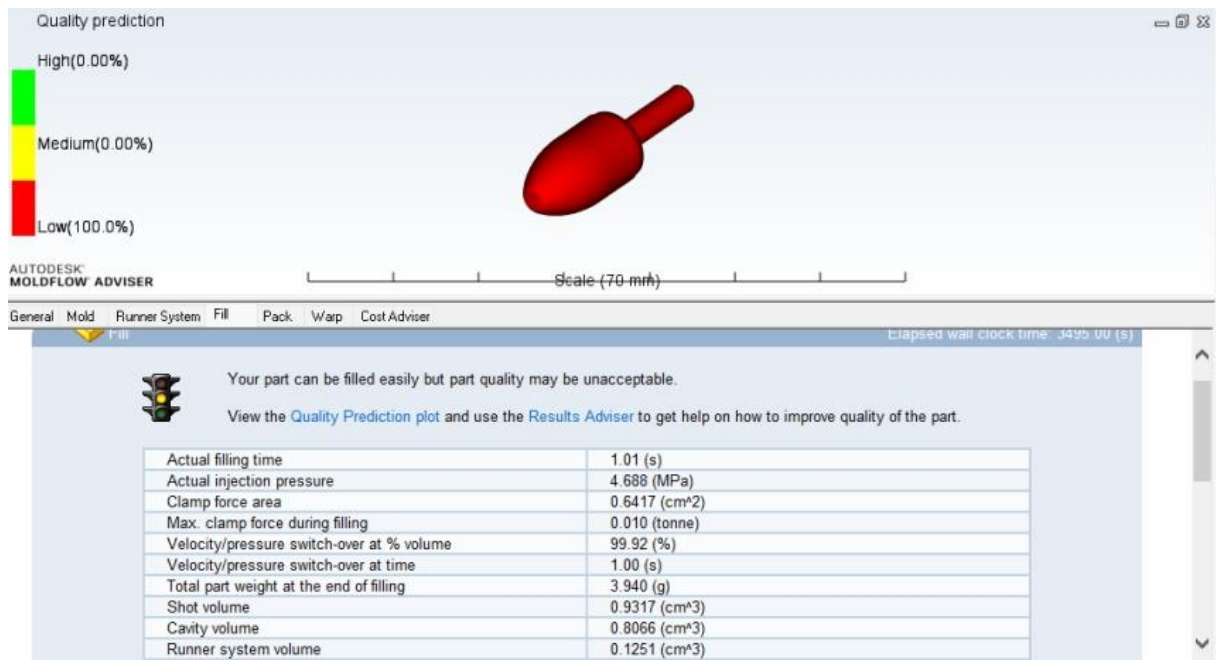 Quality prediction
High(0.00%)
Medium(0.00%)
Low(100.0%)
AUTODESK'
MOLDFLOW ADVISER
Scale (70 mm)
General Mold Runner System Fill Pack Warp Cost Adviser
Fill Elapsed wall clock time: 3495.00 (s)
Your part can be filled easily but part quality may be unacceptable.
View the Quality Prediction plot and use the Results Adviser to get help on how to improve quality of the part.
Actual filling time 1.01 (s)
Actual injection pressure 4.688 (MPa)
Clamp force area 0.6417 (cm^2)
Max. clamp force during filling 0.010 (tonne)
Velocity/pressure switch-over at % volume 99.92 (%)
Velocity/pressure switch-over at time 1.00 (s)
Total part weight at the end of filling 3.940 (g)
Shot volume 0.9317 (cm^3)
Cavity volume 0.8066 (cm^3)
Runner system volume 0.1251 (cm^3)